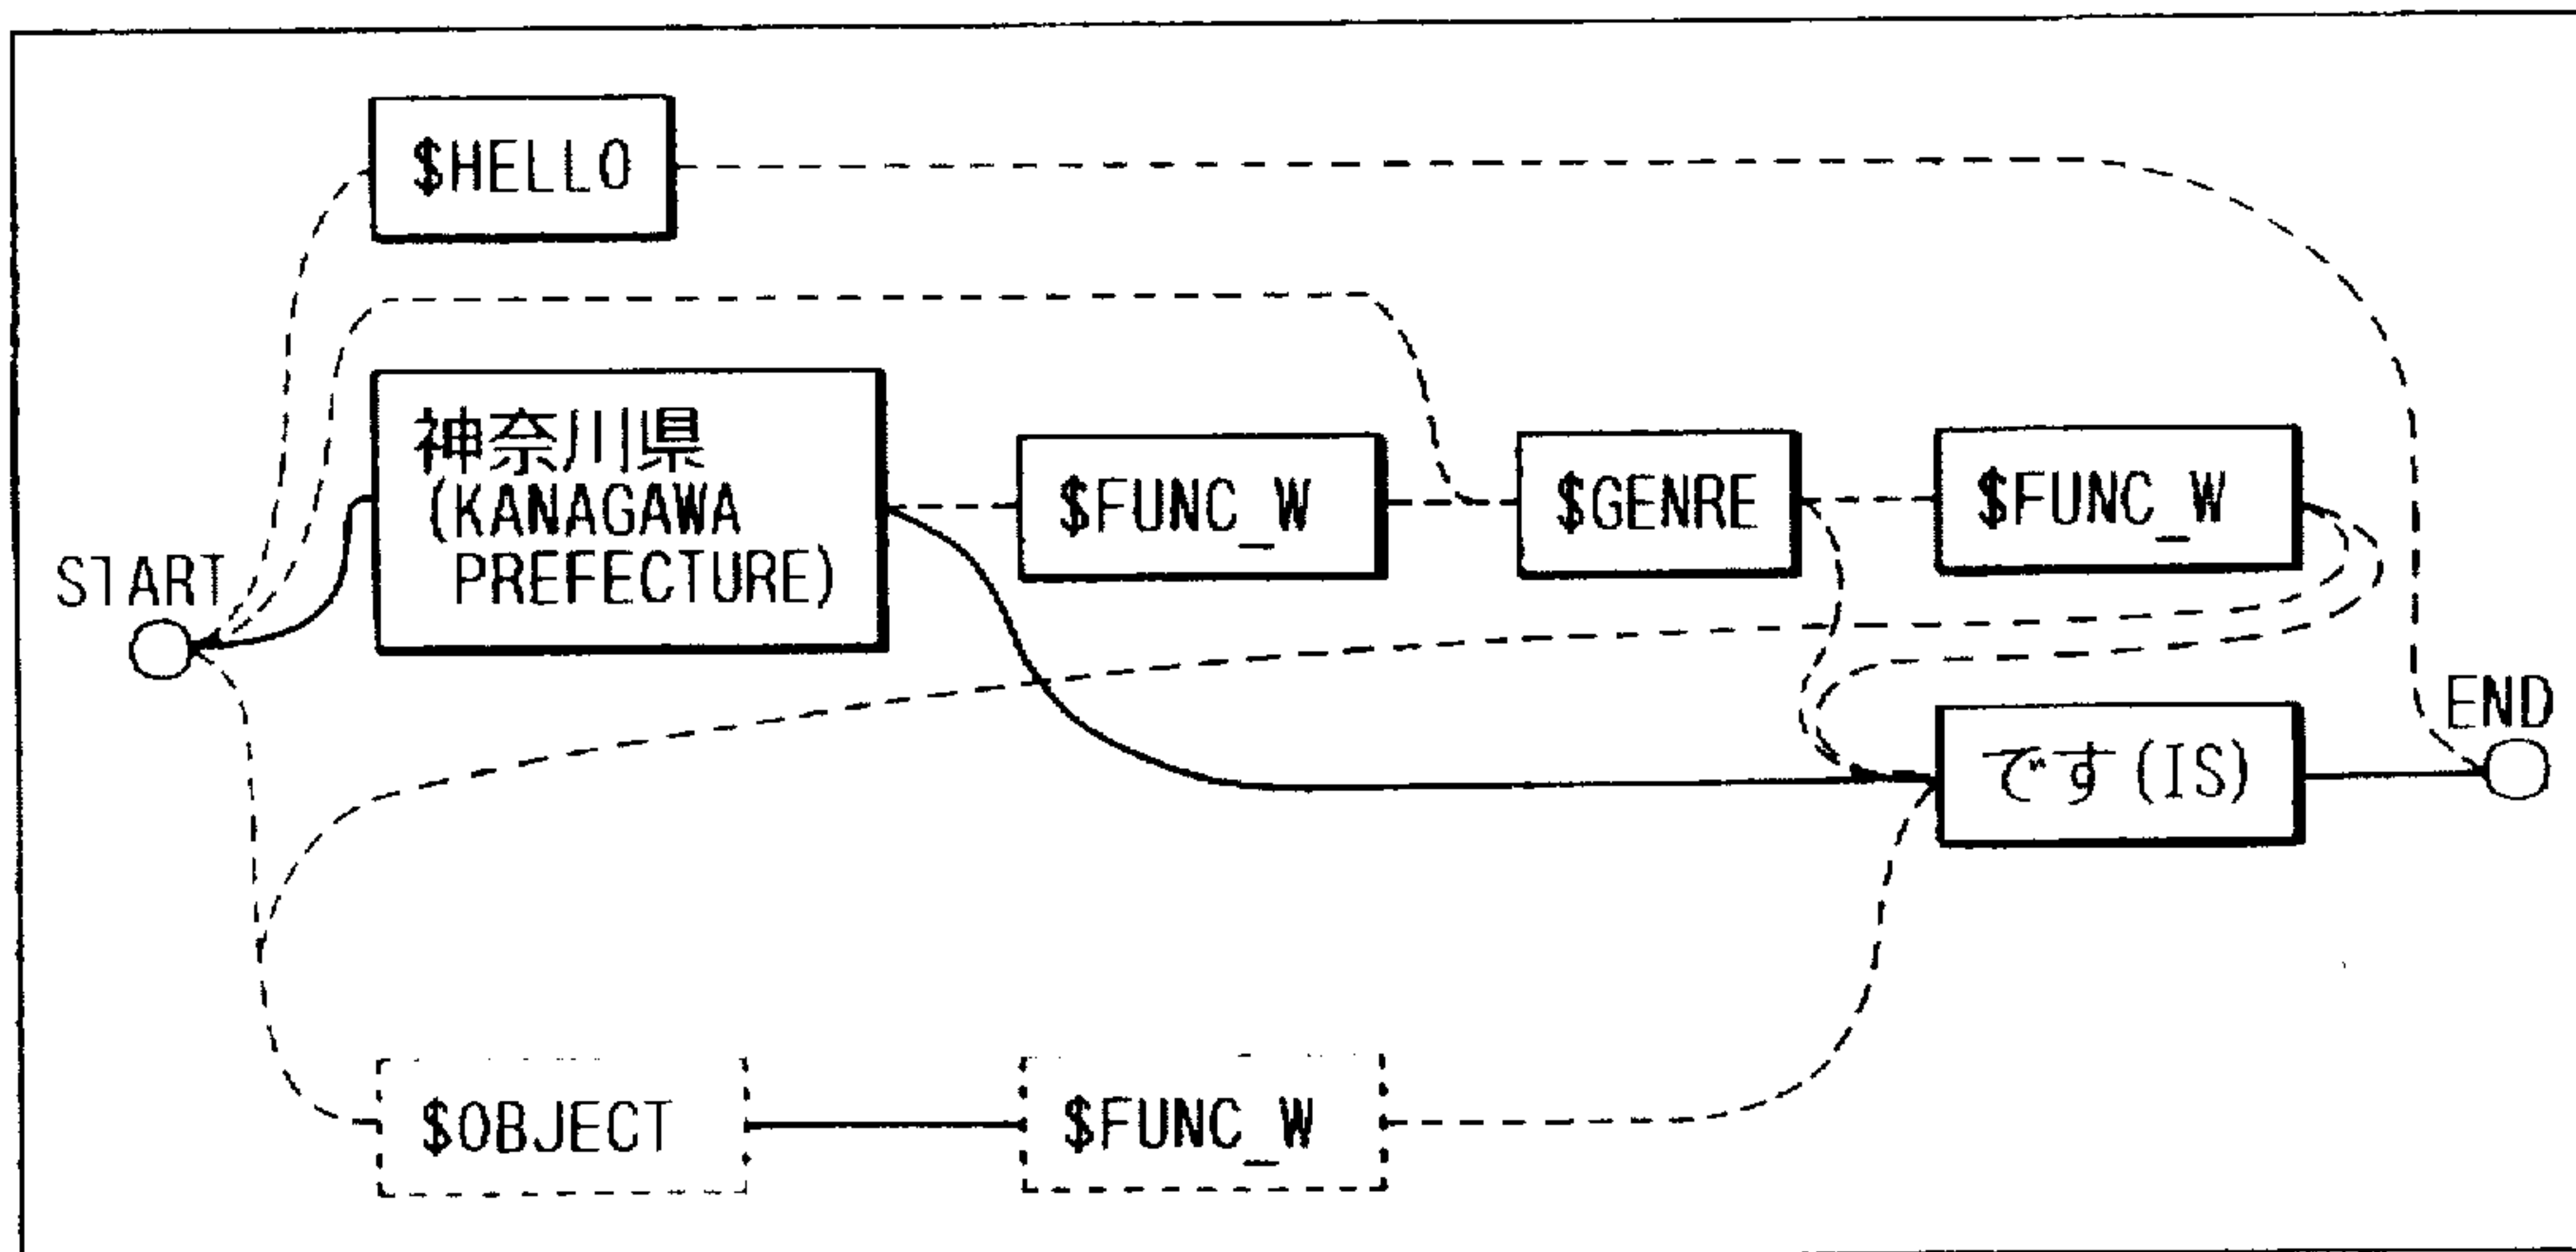 $HELLO
神奈川県
(KANAGAWA
PREFECTURE)
$FUNC_W
$GENRE
$FUNC_W
START
END
です(IS)
$OBJECT
$FUNC_W